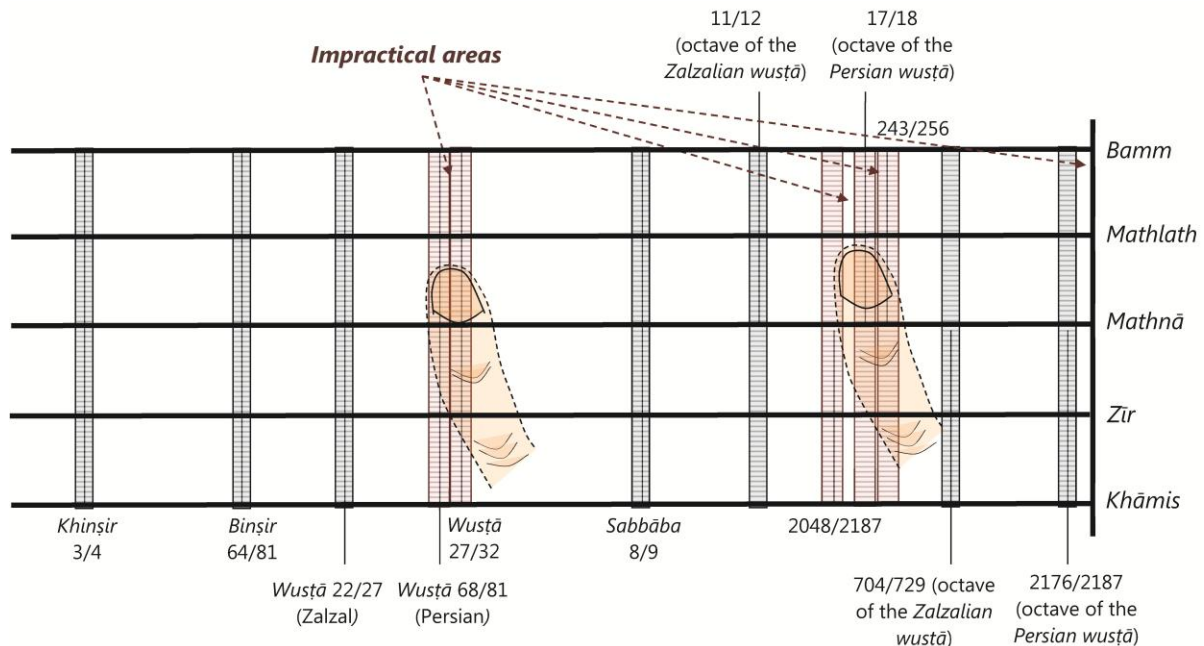 11/12
(octave of the
Zalzalian wusṭā)
17/18
(octave of the
Persian wusṭā)
Impractical areas
243/256
Bamm
Mathlath
Mathnā
Zīr
Khāmis
Khinṣir
3/4
Binṣir
64/81
Wusṭā
27/32
Sabbāba
8/9
2048/2187
Wusṭā 22/27
(Zalzal)
Wusṭā 68/81
(Persian)
704/729 (octave
of the Zalzalian
wustā)
2176/2187
(octave of the
Persian wusṭā)